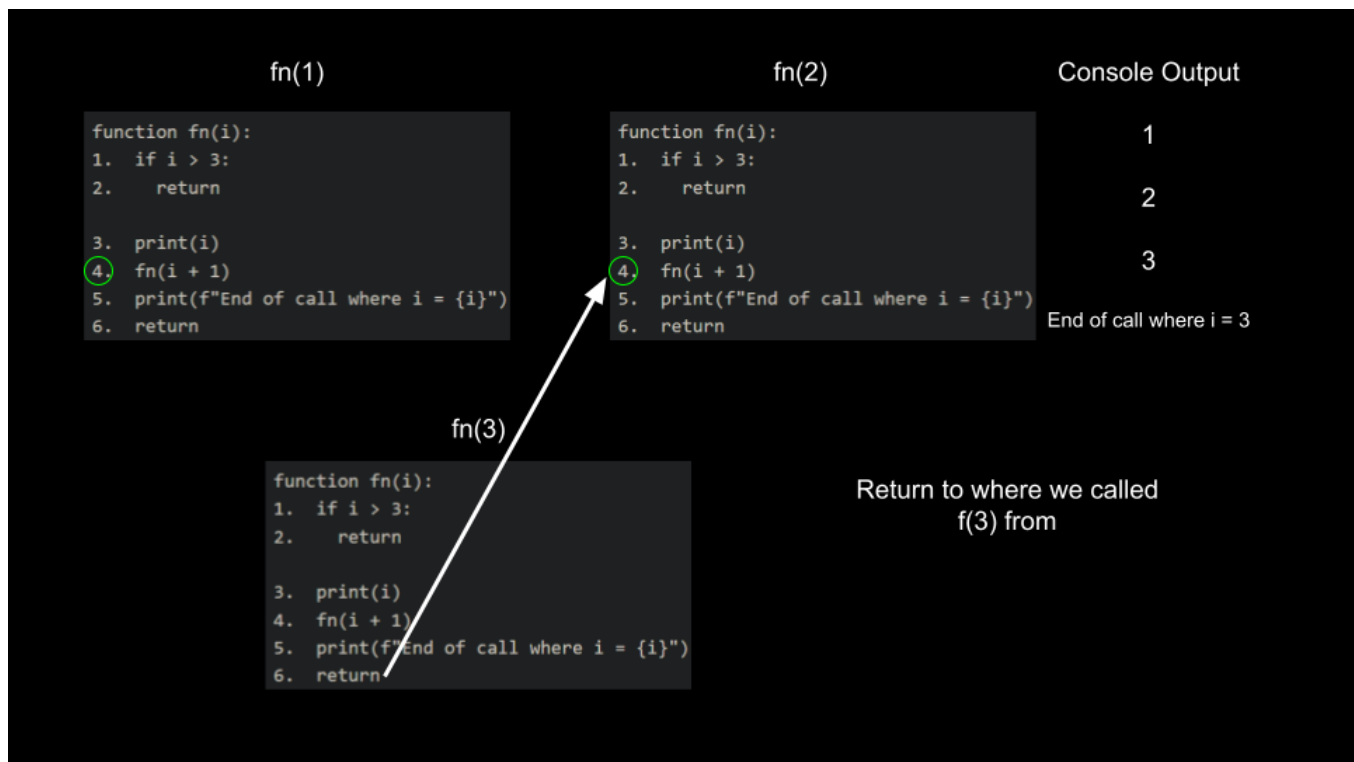 fn(1)
function fn(i):
1. if i > 3:
2. return
3. print(i)
4. fn(i + 1)
5. print(f"End of call where i = {i}")
6. return
fn(2)
function fn(i):
1. if i > 3:
2. return
3. print(i)
4. fn(i + 1)
5. print(f"End of call where i = {i}")
6. return
Console Output
1
2
3
End of call where i = 3
fn(3)
function fn(i):
1. if i > 3:
2. return
3. print(i)
4. fn(i + 1)
5. print(f"End of call where i = {i}")
6. return
Return to where we called
f(3) from